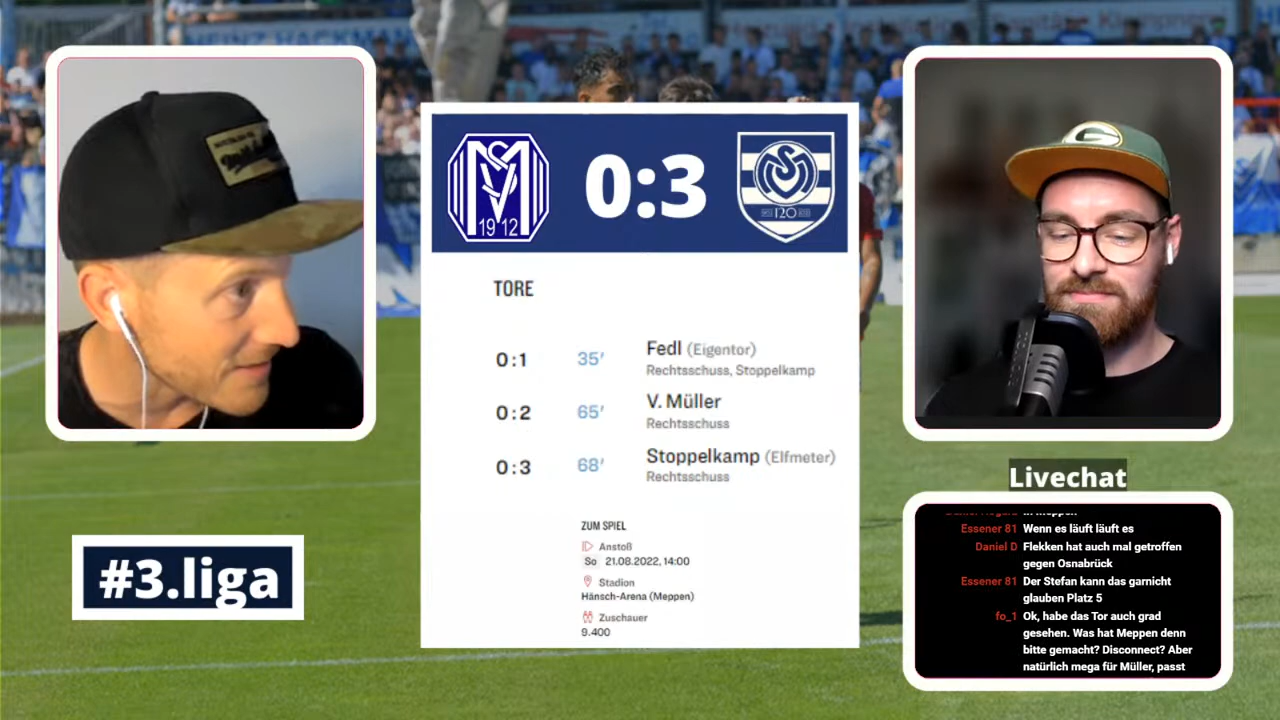 HEINZ HACKMANN
0:3
SV M
1912
MSV
120
TORE
0:1 35' Fedl (Eigentor)
Rechtsschuss, Stoppelkamp
0:2 65' V. Müller
Rechtsschuss
0:3 68' Stoppelkamp (Elfmeter)
Rechtsschuss
ZUM SPIEL
Anstoß
So 21.08.2022, 14:00
Stadion
Hänsch-Arena (Meppen)
Zuschauer
9.400
#3.liga
G
Livechat
Essener 81 Wenn es läuft läuft es
Daniel D Flekken hat auch mal getroffen
gegen Osnabrück
Essener 81 Der Stefan kann das garnicht
glauben Platz 5
fo_1 Ok, habe das Tor auch grad
gesehen. Was hat Meppen denn
bitte gemacht? Disconnect? Aber
natürlich mega für Müller, passt